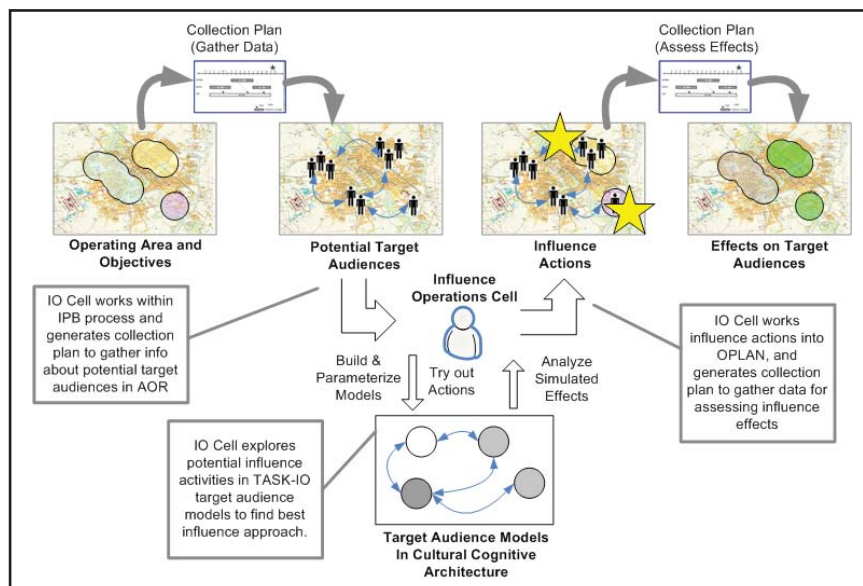 Collection Plan
(Gather Data)
Collection Plan
(Assess Effects)
Operating Area and
Objectives
Potential Target
Audiences
Influence
Actions
Effects on Target
Audiences
IO Cell works within
IPB process and
generates collection
plan to gather info
about potential target
audiences in AOR
Influence
Operations Cell
Build &
Parameterize
Models
Try out
Actions
Analyze
Simulated
Effects
IO Cell works
influence actions into
OPLAN, and
generates collection
plan to gather data for
assessing influence
effects
IO Cell explores
potential influence
activities in TASK-IO
target audience
models to find best
influence approach.
Target Audience Models
In Cultural Cognitive
Architecture